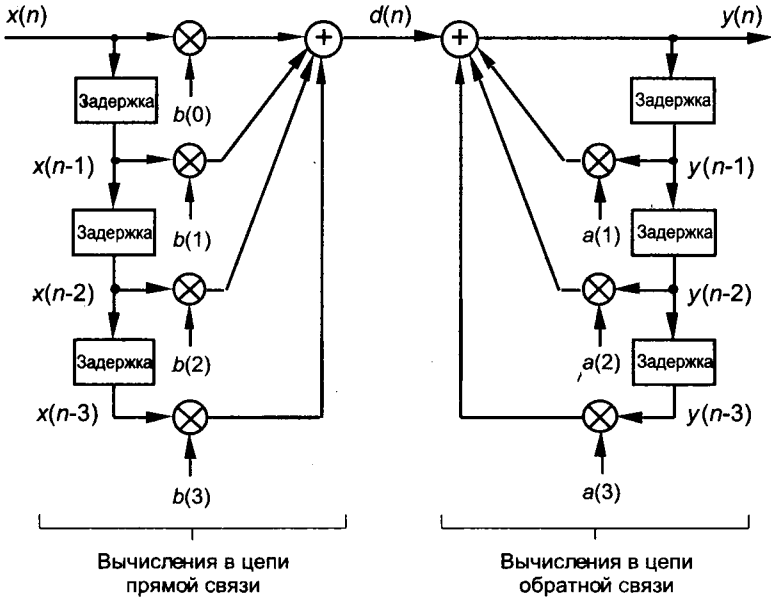 x(n)
d(n)
y(n)
Задержка
b(0)
Задержка
x(n-1)
y(n-1)
b(1)
a(1)
Задержка
Задержка
x(n-2)
y(n-2)
b(2)
a(2)
Задержка
Задержка
x(n-3)
y(n-3)
b(3)
a(3)
Вычисления в цепи
прямой связи
Вычисления в цепи
обратной связи